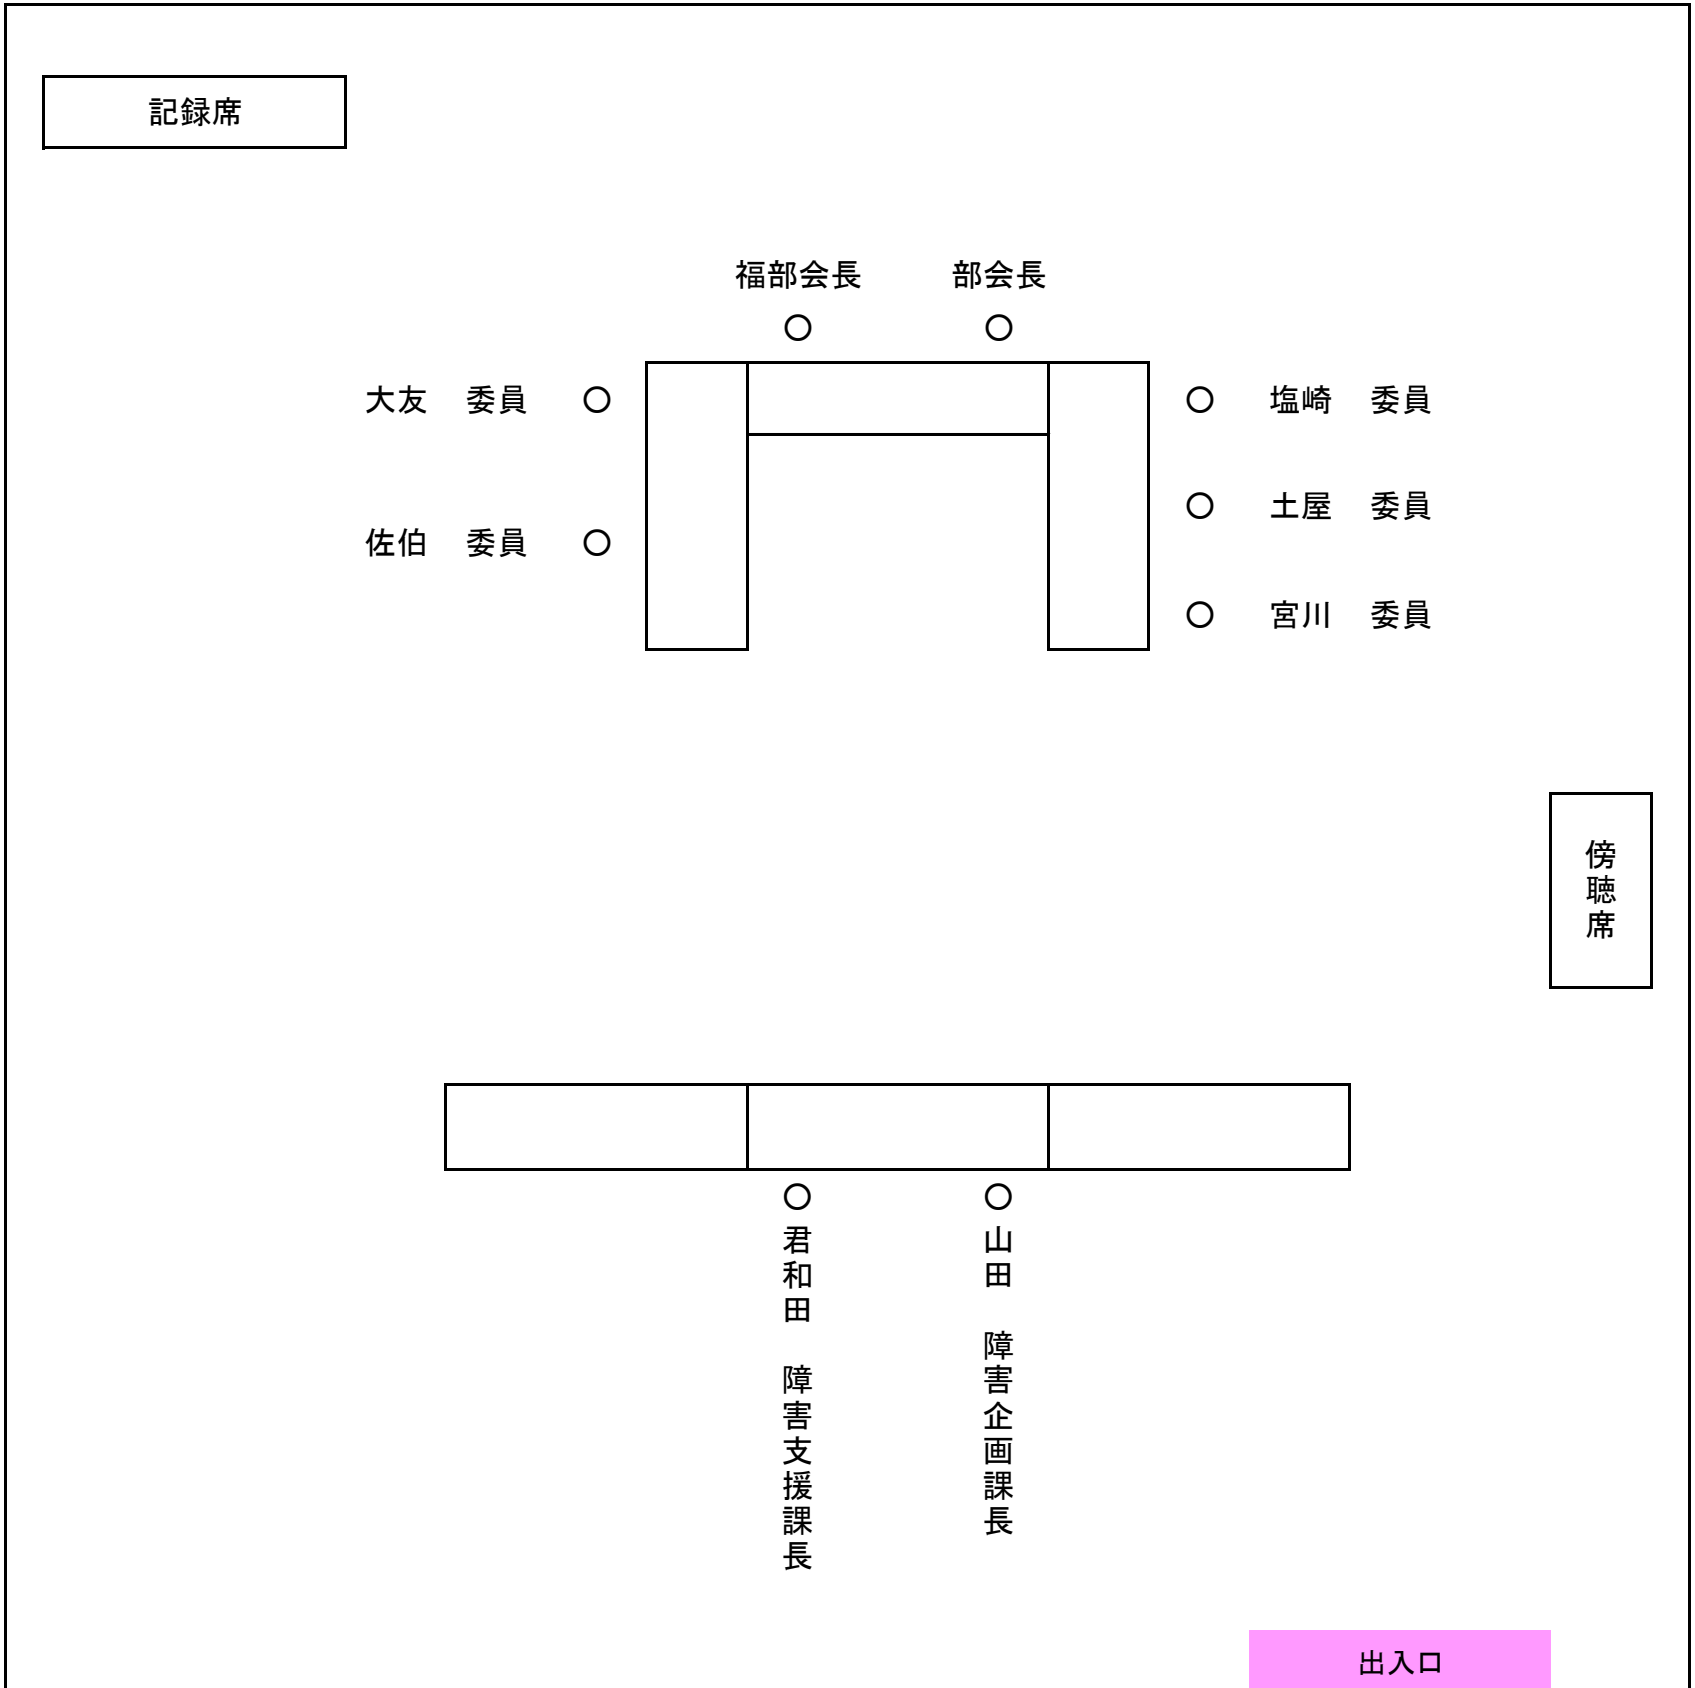 記録席
福部会長　部会長
大友　委員　○　○　塩崎　委員
○　土屋　委員
佐伯　委員　○
○　宮川　委員
傍聴席
○君和田　障害支援課長
○山田　障害企画課長
出入口